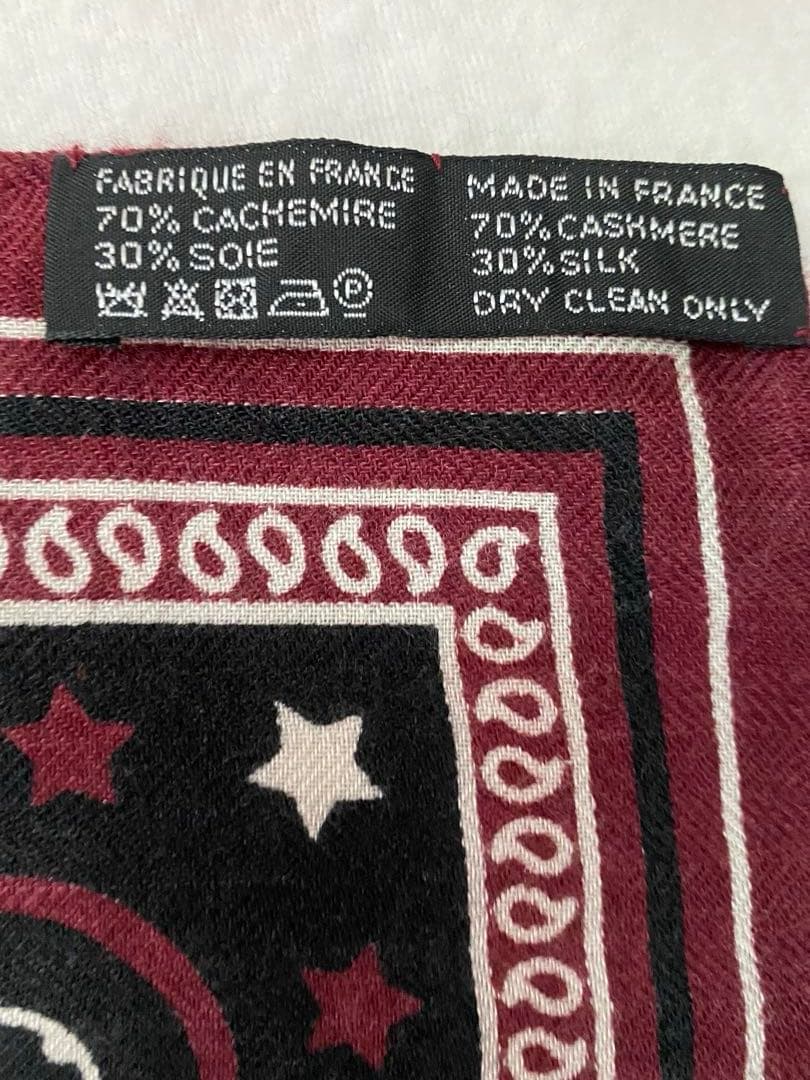 FABRIQUE EN FRANCE
70% CACHEMIRE
30% SOIE
P
MADE IN FRANCE
70% CASHMERE
30% SILK
DRY CLEAN ONLY